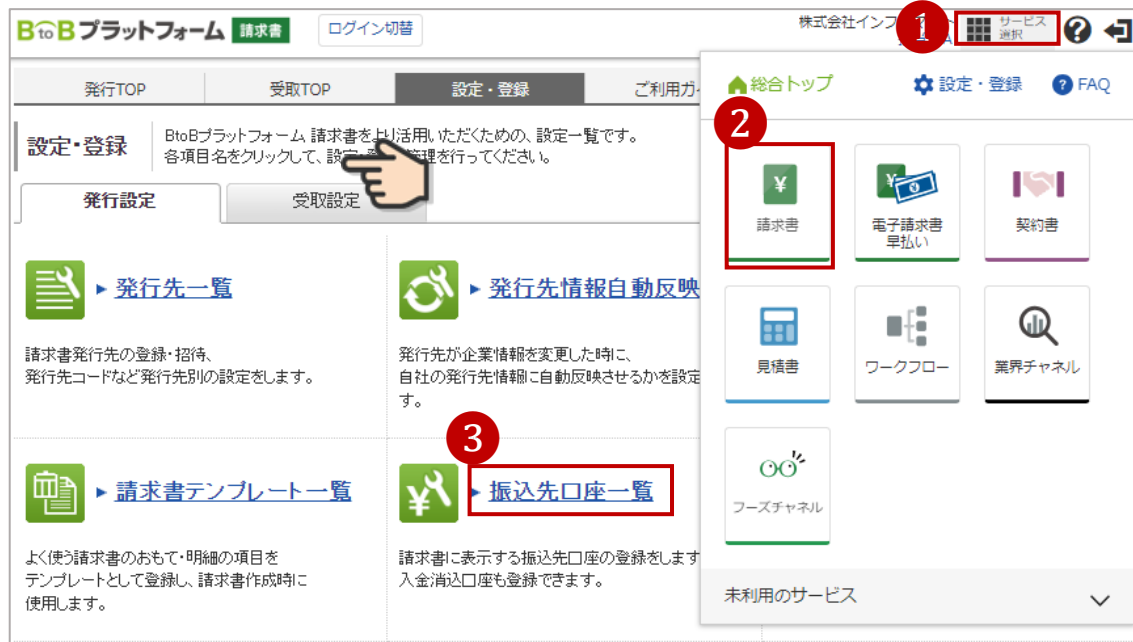 BtoBプラットフォーム 請求書
ログイン切替
株式会社インフ
1
サービス
選択
発行TOP
受取TOP
設定・登録
ご利用ガ
設定・登録
BtoBプラットフォーム 請求書をより活用いただくための、設定一覧です。
各項目名をクリックして、設定・ 管理を行ってください。
発行設定
受取設定
発行先一覧
請求書発行先の登録・招待、
発行先コードなど発行先別の設定をします。
発行先情報自動反映
発行先が企業情報を変更した時に、
自社の発行先情報に自動反映させるかを設定
す。
請求書テンプレート一覧
よく使う請求書のおもて・明細の項目を
テンプレートとして登録し、請求書作成時に
使用します。
3
振込先口座一覧
請求書に表示する振込先口座の登録をします
入金消込口座も登録できます。
総合トップ
設定・登録
FAQ
2
請求書
電子請求書
早払い
契約書
見積書
ワークフロー
業界チャネル
フーズチャネル
未利用のサービス